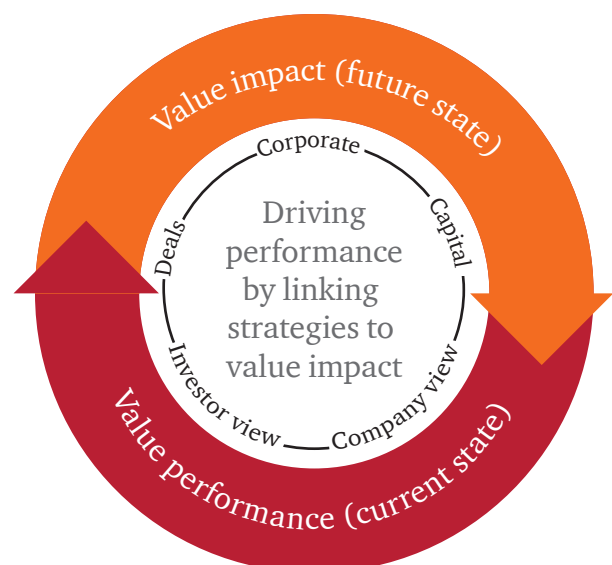 Value impact (future state)
Corporate
Deals
Capital
Driving
performance
by linking
strategies to
value impact
Investor view
Company view
Value performance (current state)